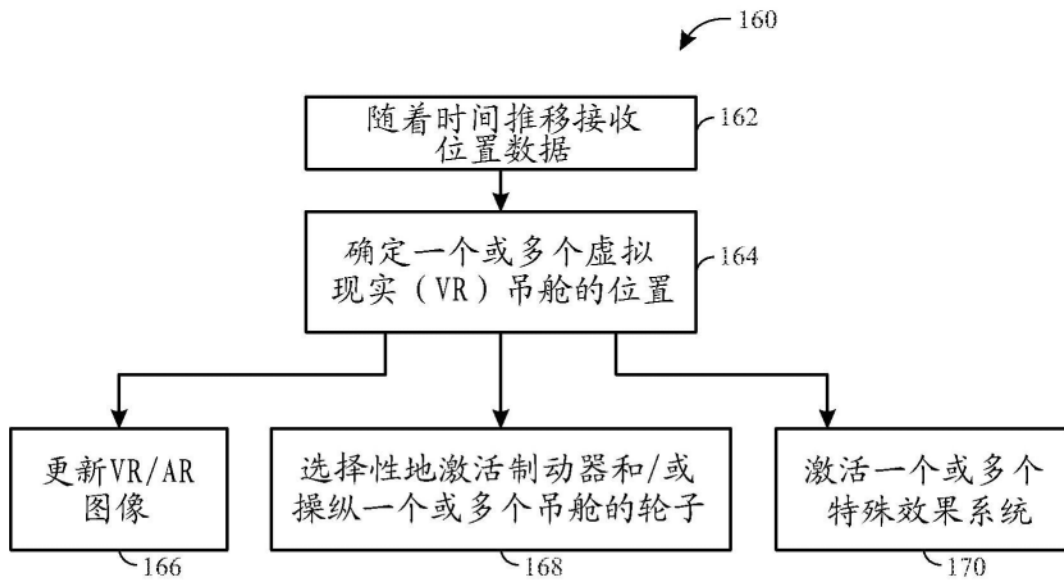 160
随着时间推移接收
位置数据
162
确定一个或多个虚拟
现实（VR）吊舱的位置
164
更新VR/AR
图像
166
选择性地激活制动器和/或
操纵一个或多个吊舱的轮子
168
激活一个或多个
特殊效果系统
170